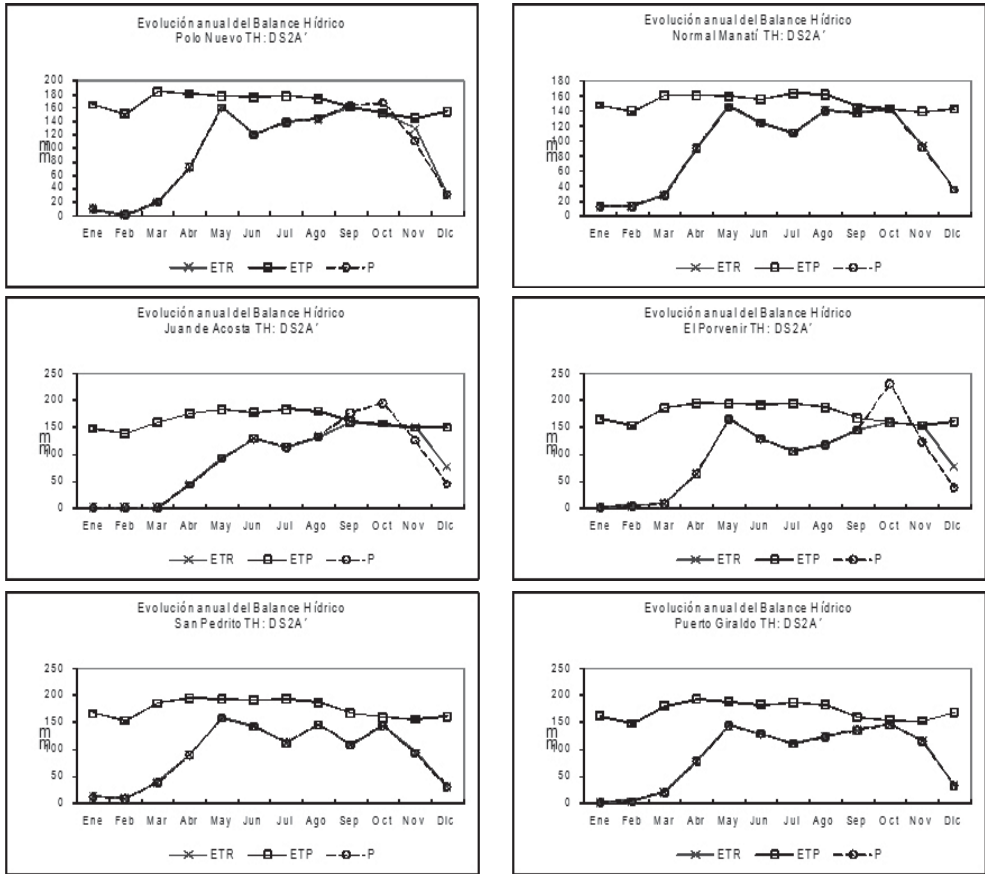 Evolución anual del Balance Hídrico
Polo Nuevo TH: DS2A´
200
180
160
140
120
100
80
60
40
20
0
mm
Ene Feb Mar Abr May Jun Jul Ago Sep Oct Nov Dic
ETR ETP P
Evolución anual del Balance Hídrico
Normal Manatí TH: DS2A´
180
160
140
120
100
80
60
40
20
0
mm
Ene Feb Mar Abr May Jun Jul Ago Sep Oct Nov Dic
ETR ETP P
Evolución anual del Balance Hídrico
Juan de Acosta TH: DS2A´
250
200
150
100
50
0
mm
Ene Feb Mar Abr May Jun Jul Ago Sep Oct Nov Dic
ETR ETP P
Evolución anual del Balance Hídrico
El Porvenir TH: DS2A´
250
200
150
100
50
0
mm
Ene Feb Mar Abr May Jun Jul Ago Sep Oct Nov Dic
ETR ETP P
Evolución anual del Balance Hídrico
San Pedrito TH: DS2A´
250
200
150
100
50
0
mm
Ene Feb Mar Abr May Jun Jul Ago Sep Oct Nov Dic
ETR ETP P
Evolución anual del Balance Hídrico
Puerto Giraldo TH: DS2A´
250
200
150
100
50
0
mm
Ene Feb Mar Abr May Jun Jul Ago Sep Oct Nov Dic
ETR ETP P